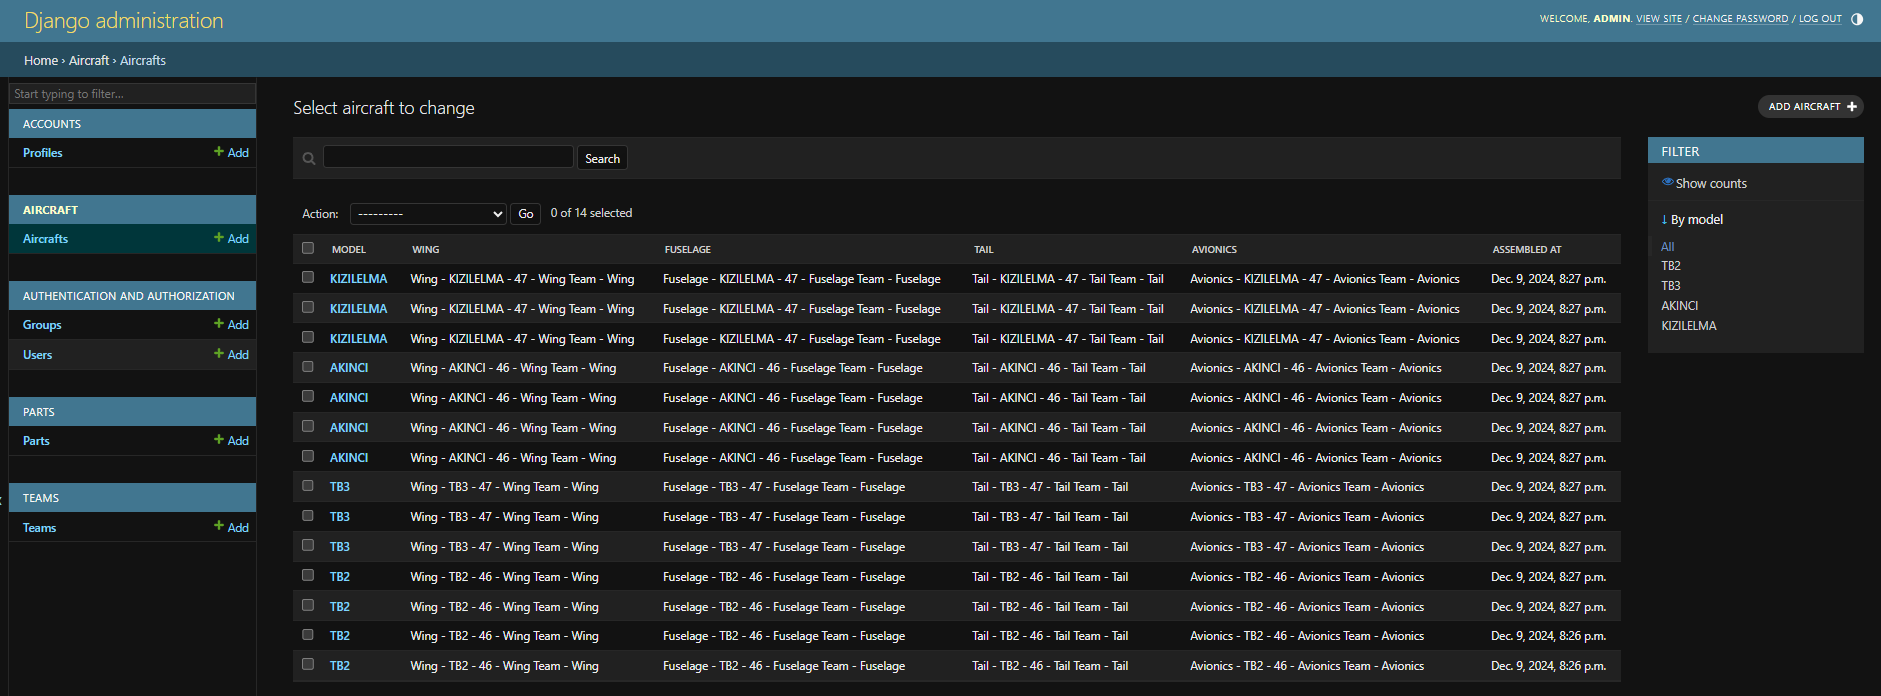 Django administration
WELCOME, ADMIN. VIEW SITE / CHANGE PASSWORD / LOG OUT
Home › Aircraft › Aircrafts
Start typing to filter...
ACCOUNTS
Profiles + Add
AIRCRAFT
Aircrafts + Add
AUTHENTICATION AND AUTHORIZATION
Groups + Add
Users + Add
PARTS
Parts + Add
TEAMS
Teams + Add
Select aircraft to change
ADD AIRCRAFT +
Search
Action: --------- Go 0 of 14 selected
MODEL WING FUSELAGE TAIL AVIONICS ASSEMBLED AT
KIZILELMA Wing - KIZILELMA - 47 - Wing Team - Wing Fuselage - KIZILELMA - 47 - Fuselage Team - Fuselage Tail - KIZILELMA - 47 - Tail Team - Tail Avionics - KIZILELMA - 47 - Avionics Team - Avionics Dec. 9, 2024, 8:27 p.m.
KIZILELMA Wing - KIZILELMA - 47 - Wing Team - Wing Fuselage - KIZILELMA - 47 - Fuselage Team - Fuselage Tail - KIZILELMA - 47 - Tail Team - Tail Avionics - KIZILELMA - 47 - Avionics Team - Avionics Dec. 9, 2024, 8:27 p.m.
KIZILELMA Wing - KIZILELMA - 47 - Wing Team - Wing Fuselage - KIZILELMA - 47 - Fuselage Team - Fuselage Tail - KIZILELMA - 47 - Tail Team - Tail Avionics - KIZILELMA - 47 - Avionics Team - Avionics Dec. 9, 2024, 8:27 p.m.
AKINCI Wing - AKINCI - 46 - Wing Team - Wing Fuselage - AKINCI - 46 - Fuselage Team - Fuselage Tail - AKINCI - 46 - Tail Team - Tail Avionics - AKINCI - 46 - Avionics Team - Avionics Dec. 9, 2024, 8:27 p.m.
AKINCI Wing - AKINCI - 46 - Wing Team - Wing Fuselage - AKINCI - 46 - Fuselage Team - Fuselage Tail - AKINCI - 46 - Tail Team - Tail Avionics - AKINCI - 46 - Avionics Team - Avionics Dec. 9, 2024, 8:27 p.m.
AKINCI Wing - AKINCI - 46 - Wing Team - Wing Fuselage - AKINCI - 46 - Fuselage Team - Fuselage Tail - AKINCI - 46 - Tail Team - Tail Avionics - AKINCI - 46 - Avionics Team - Avionics Dec. 9, 2024, 8:27 p.m.
AKINCI Wing - AKINCI - 46 - Wing Team - Wing Fuselage - AKINCI - 46 - Fuselage Team - Fuselage Tail - AKINCI - 46 - Tail Team - Tail Avionics - AKINCI - 46 - Avionics Team - Avionics Dec. 9, 2024, 8:27 p.m.
TB3 Wing - TB3 - 47 - Wing Team - Wing Fuselage - TB3 - 47 - Fuselage Team - Fuselage Tail - TB3 - 47 - Tail Team - Tail Avionics - TB3 - 47 - Avionics Team - Avionics Dec. 9, 2024, 8:27 p.m.
TB3 Wing - TB3 - 47 - Wing Team - Wing Fuselage - TB3 - 47 - Fuselage Team - Fuselage Tail - TB3 - 47 - Tail Team - Tail Avionics - TB3 - 47 - Avionics Team - Avionics Dec. 9, 2024, 8:27 p.m.
TB3 Wing - TB3 - 47 - Wing Team - Wing Fuselage - TB3 - 47 - Fuselage Team - Fuselage Tail - TB3 - 47 - Tail Team - Tail Avionics - TB3 - 47 - Avionics Team - Avionics Dec. 9, 2024, 8:27 p.m.
TB2 Wing - TB2 - 46 - Wing Team - Wing Fuselage - TB2 - 46 - Fuselage Team - Fuselage Tail - TB2 - 46 - Tail Team - Tail Avionics - TB2 - 46 - Avionics Team - Avionics Dec. 9, 2024, 8:27 p.m.
TB2 Wing - TB2 - 46 - Wing Team - Wing Fuselage - TB2 - 46 - Fuselage Team - Fuselage Tail - TB2 - 46 - Tail Team - Tail Avionics - TB2 - 46 - Avionics Team - Avionics Dec. 9, 2024, 8:27 p.m.
TB2 Wing - TB2 - 46 - Wing Team - Wing Fuselage - TB2 - 46 - Fuselage Team - Fuselage Tail - TB2 - 46 - Tail Team - Tail Avionics - TB2 - 46 - Avionics Team - Avionics Dec. 9, 2024, 8:26 p.m.
TB2 Wing - TB2 - 46 - Wing Team - Wing Fuselage - TB2 - 46 - Fuselage Team - Fuselage Tail - TB2 - 46 - Tail Team - Tail Avionics - TB2 - 46 - Avionics Team - Avionics Dec. 9, 2024, 8:26 p.m.
FILTER
Show counts
↓ By model
All
TB2
TB3
AKINCI
KIZILELMA